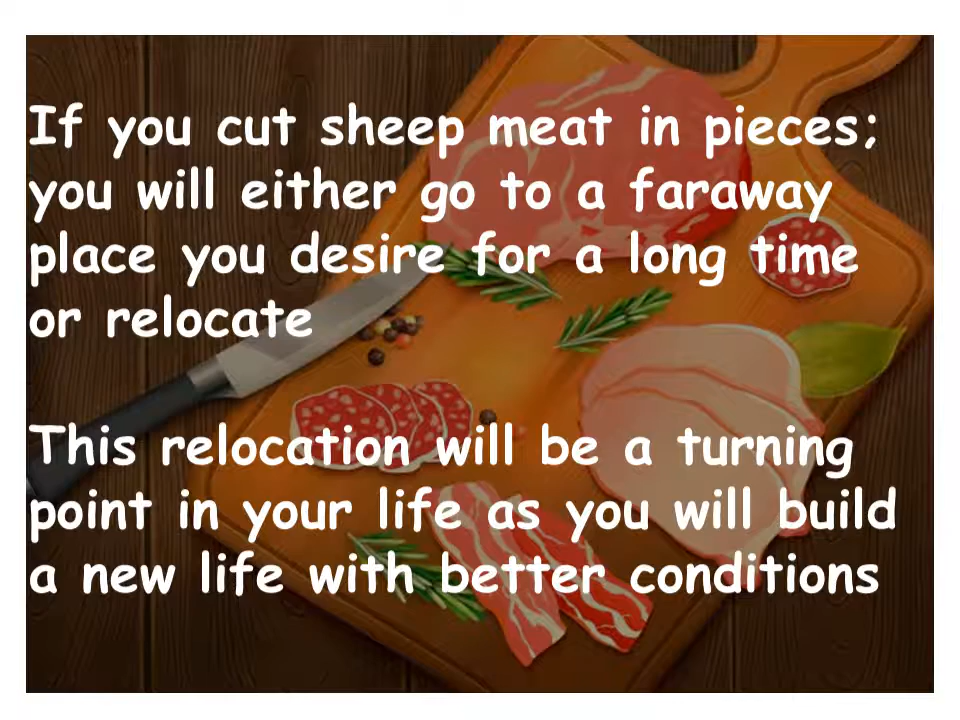 If you cut sheep meat in pieces;
you will either go to a faraway
place you desire for a long time
or relocate
This relocation will be a turning
point in your life as you will build
a new life with better conditions